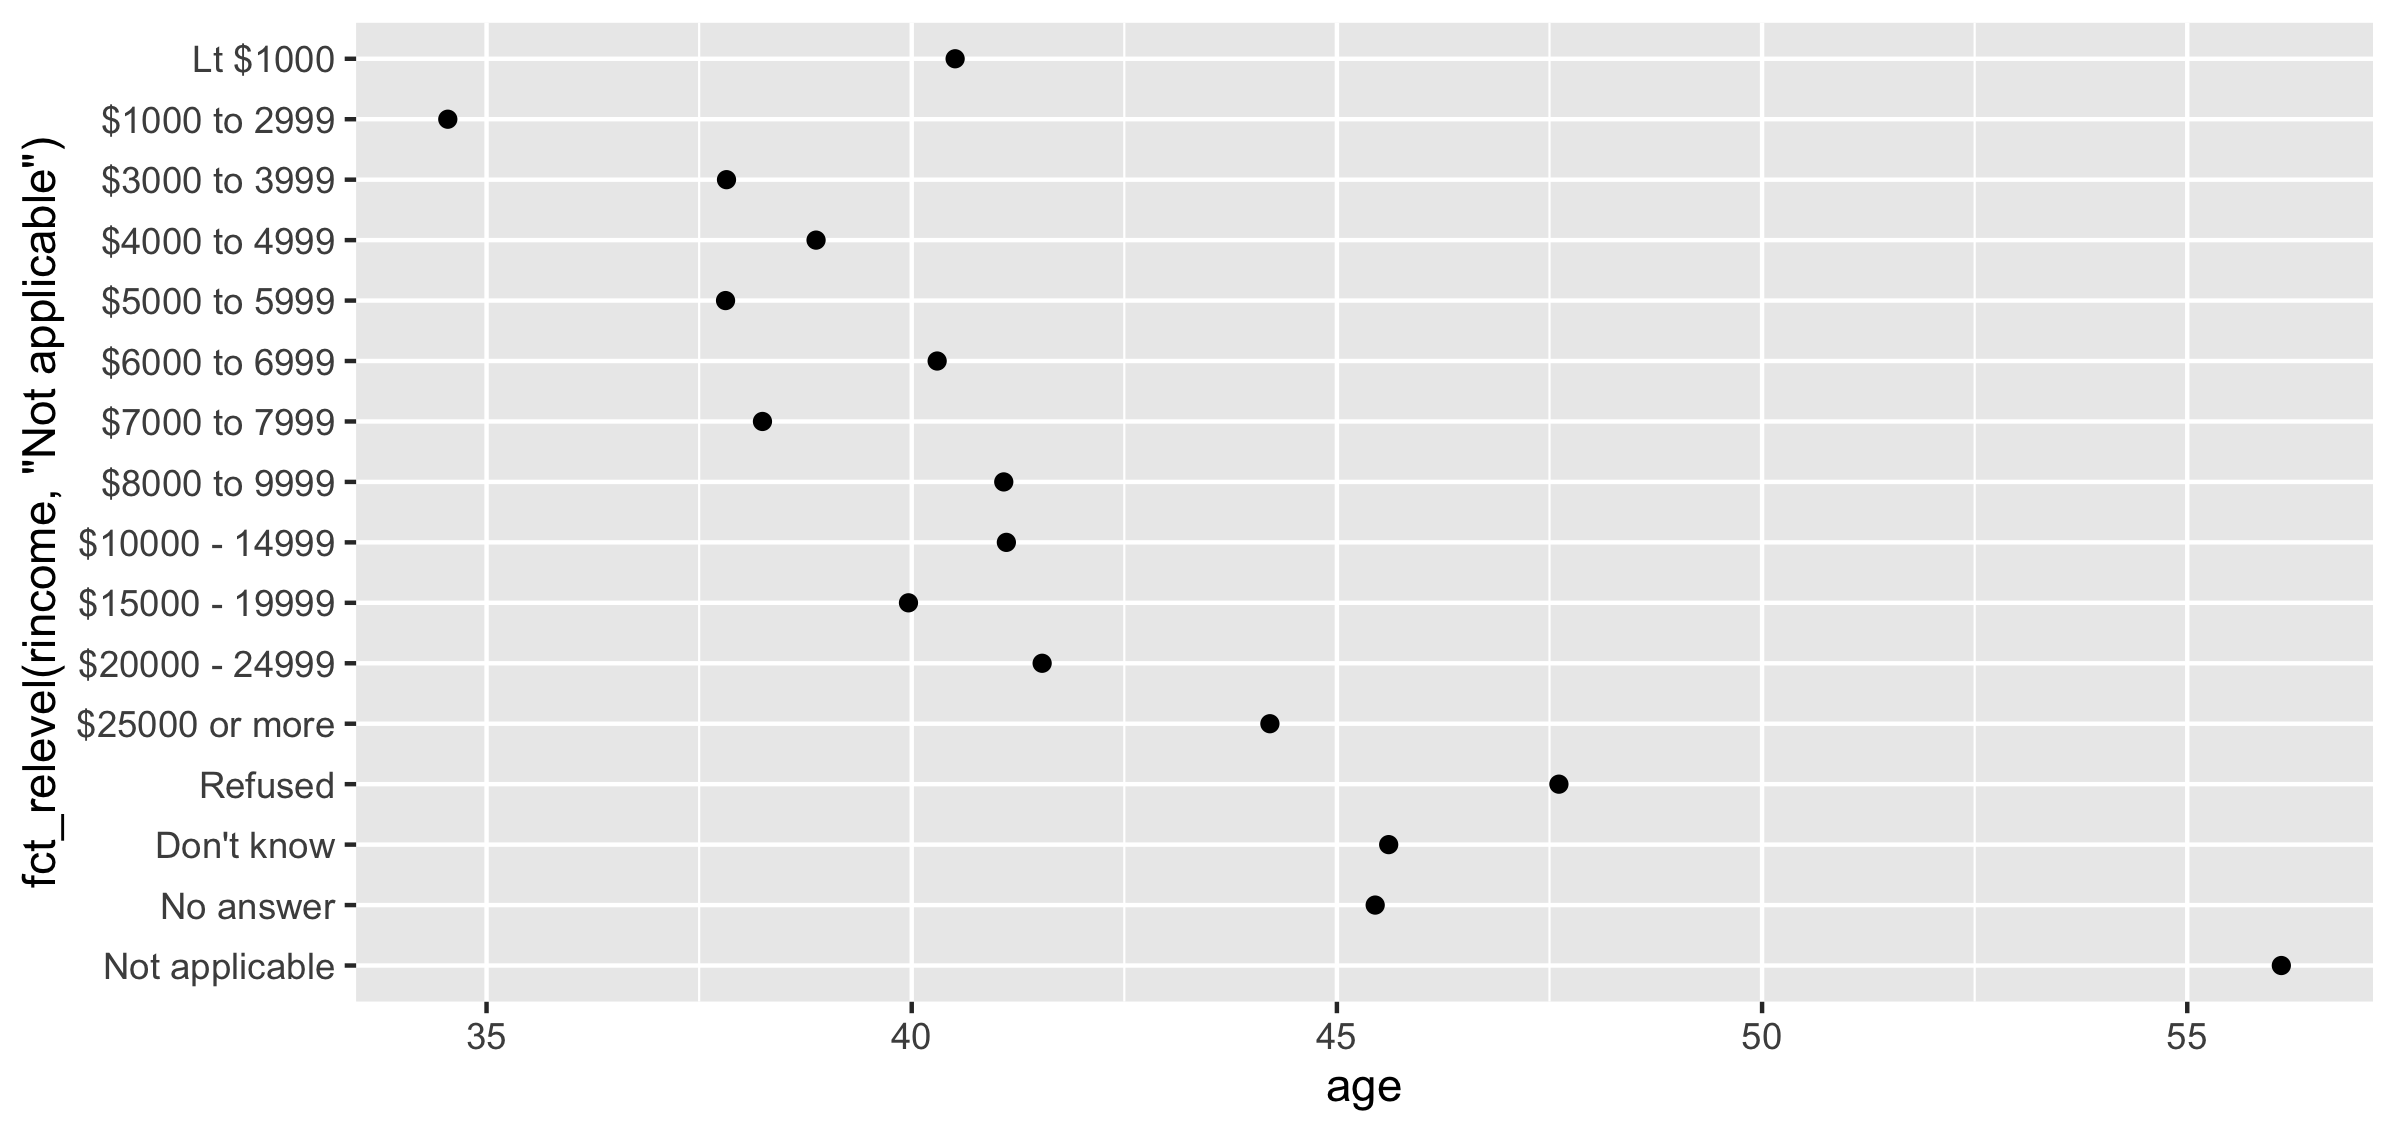 fct_relevel(rincome, "Not applicable")
Lt $1000
$1000 to 2999
$3000 to 3999
$4000 to 4999
$5000 to 5999
$6000 to 6999
$7000 to 7999
$8000 to 9999
$10000 - 14999
$15000 - 19999
$20000 - 24999
$25000 or more
Refused
Don't know
No answer
Not applicable
35 40 45 50 55
age